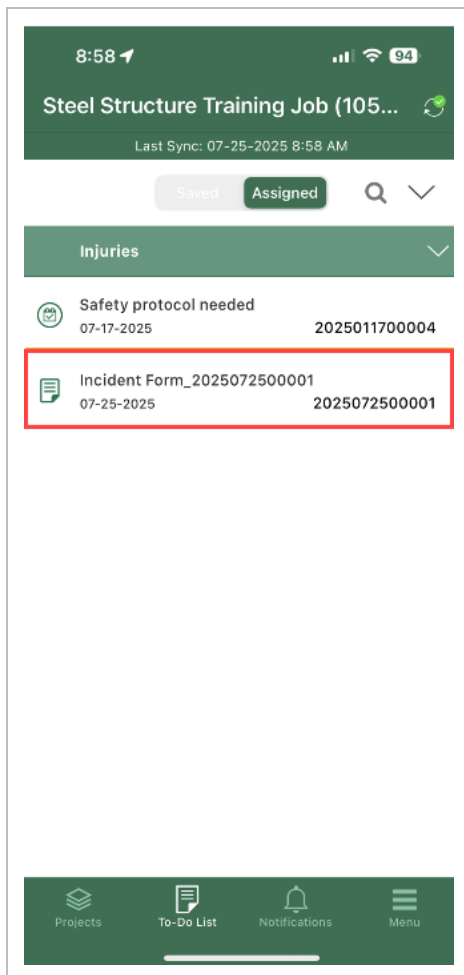 8:58
94
Steel Structure Training Job (105...
Last Sync: 07-25-2025 8:58 AM
Saved Assigned
Injuries
Safety protocol needed
07-17-2025 2025011700004
Incident Form_2025072500001
07-25-2025 2025072500001
Projects To-Do List Notifications Menu